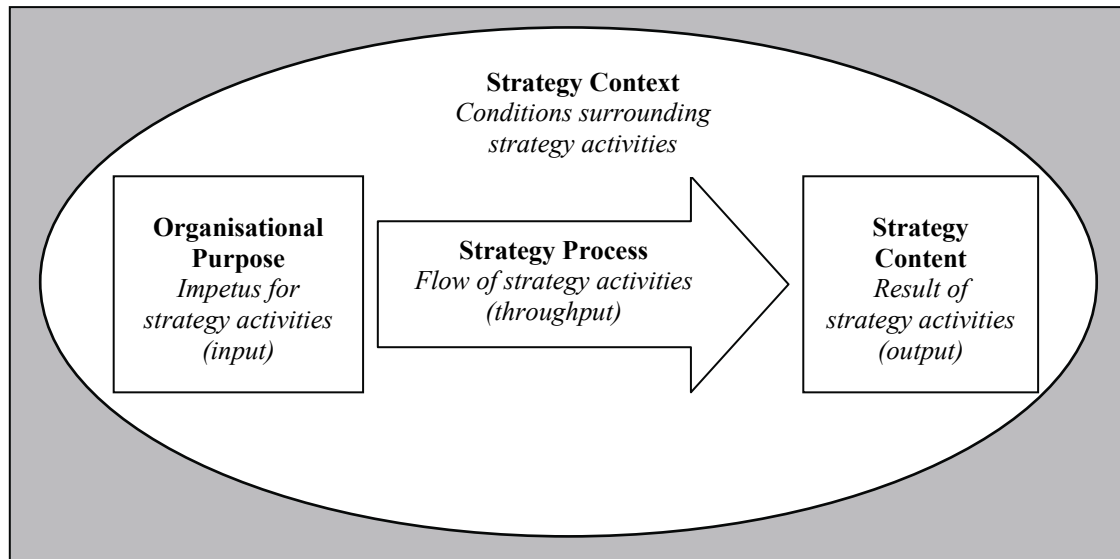 Strategy Context
Conditions surrounding
strategy activities
Organisational
Purpose
Impetus for
strategy activities
(input)
Strategy Process
Flow of strategy activities
(throughput)
Strategy
Content
Result of
strategy activities
(output)